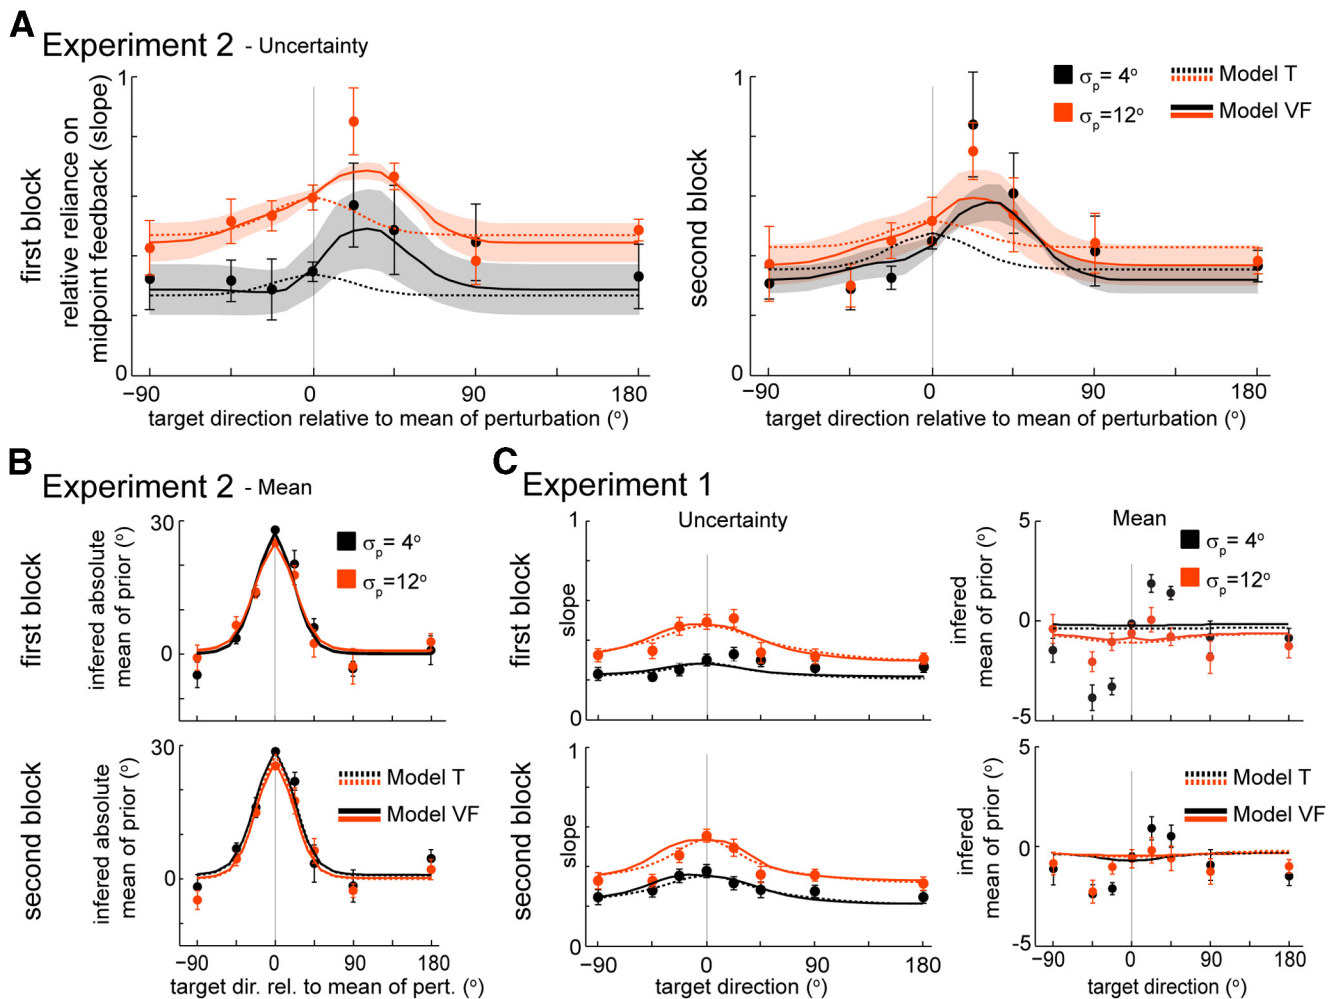 A
Experiment 2 - Uncertainty
first block
relative reliance on
midpoint feedback (slope)
1
0
−90
0
90
180
target direction relative to mean of perturbation (°)
second block
1
0
−90
0
90
180
target direction relative to mean of perturbation (°)
σp= 4°
σp=12°
Model T
Model VF
B
Experiment 2 - Mean
first block
infered absolute
mean of prior (°)
30
0
σp= 4°
σp=12°
second block
infered absolute
mean of prior (°)
30
0
Model T
Model VF
−90
0
90
180
target dir. rel. to mean of pert. (°)
C
Experiment 1
first block
Uncertainty
slope
1
0
Mean
infered
mean of prior (°)
5
0
-5
σp= 4°
σp=12°
second block
slope
1
0
−90
0
90
180
target direction (°)
infered
mean of prior (°)
5
0
-5
Model T
Model VF
−90
0
90
180
target direction (°)